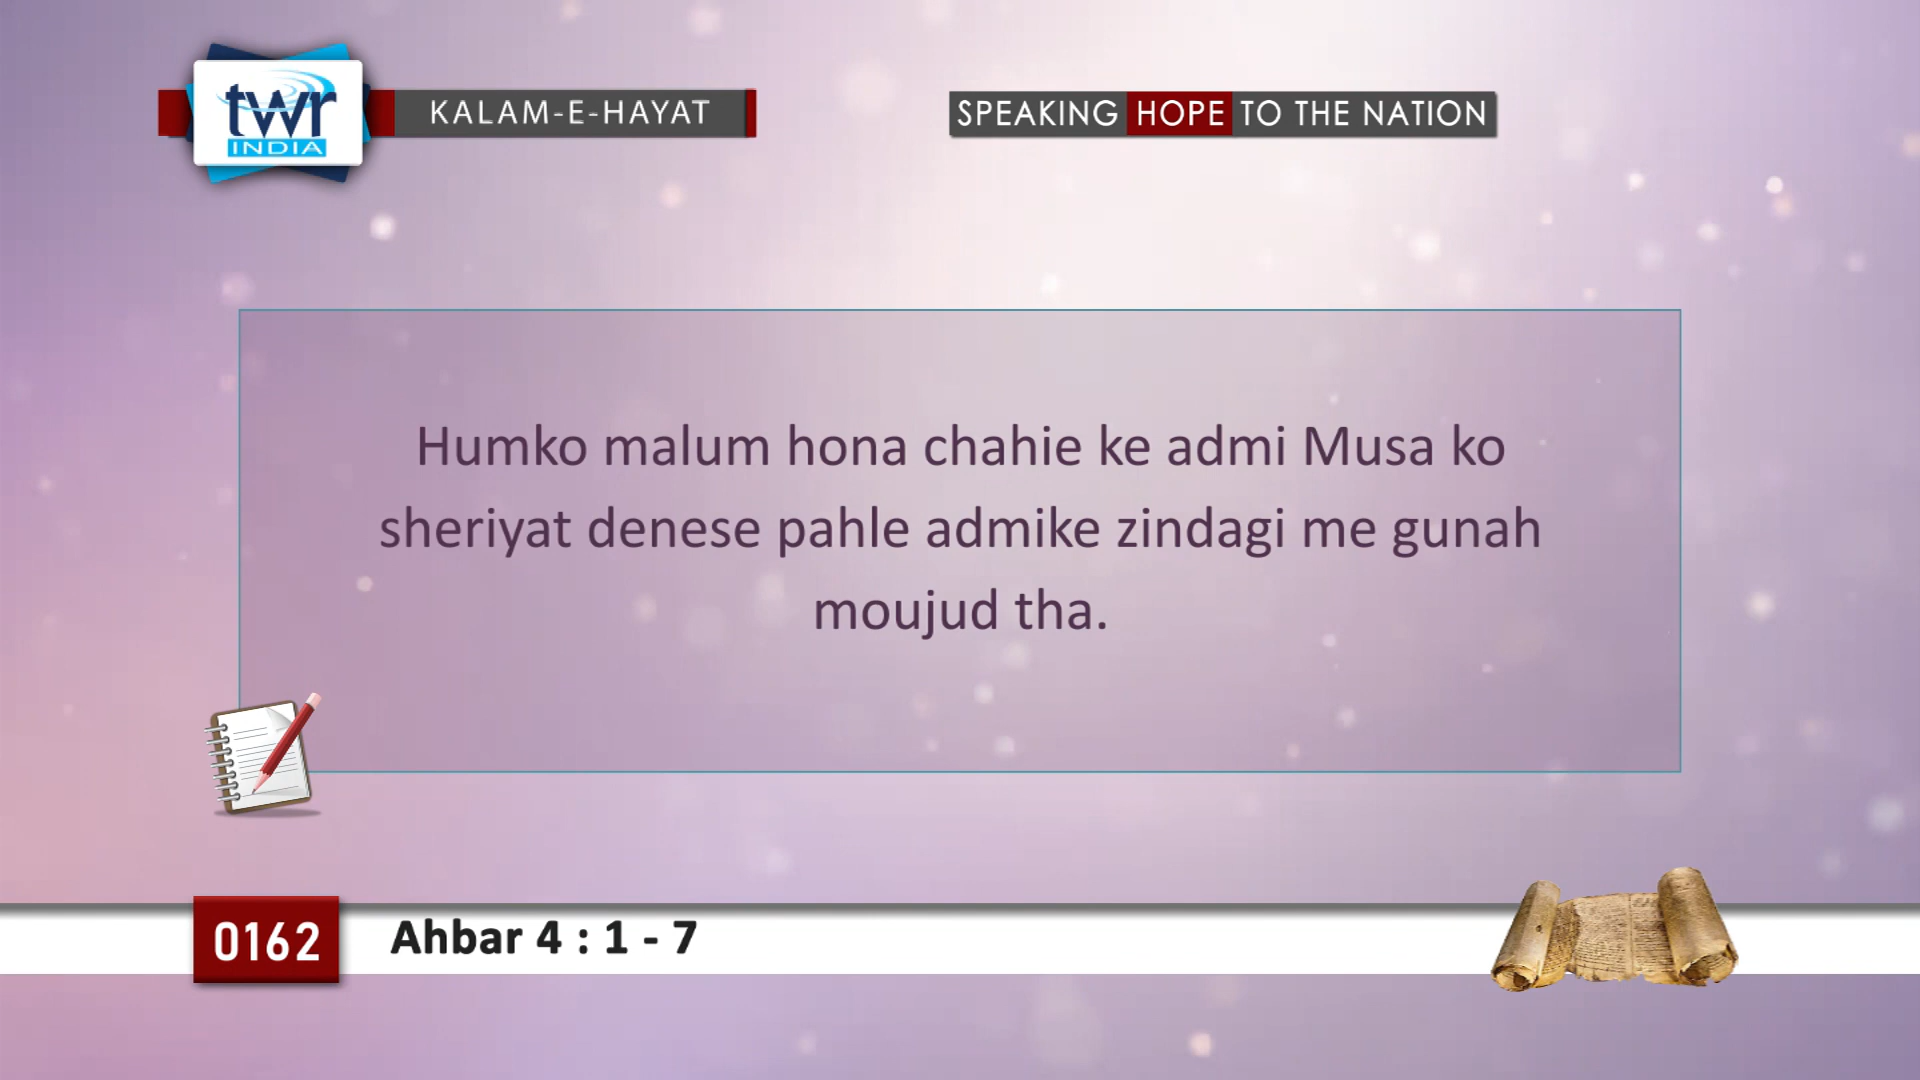 twr
INDIA
KALAM-E-HAYAT
SPEAKING HOPE TO THE NATION
Humko malum hona chahie ke admi Musa ko
sheriyat denese pahle admike zindagi me gunah
moujud tha.
0162
Ahbar 4 : 1 - 7